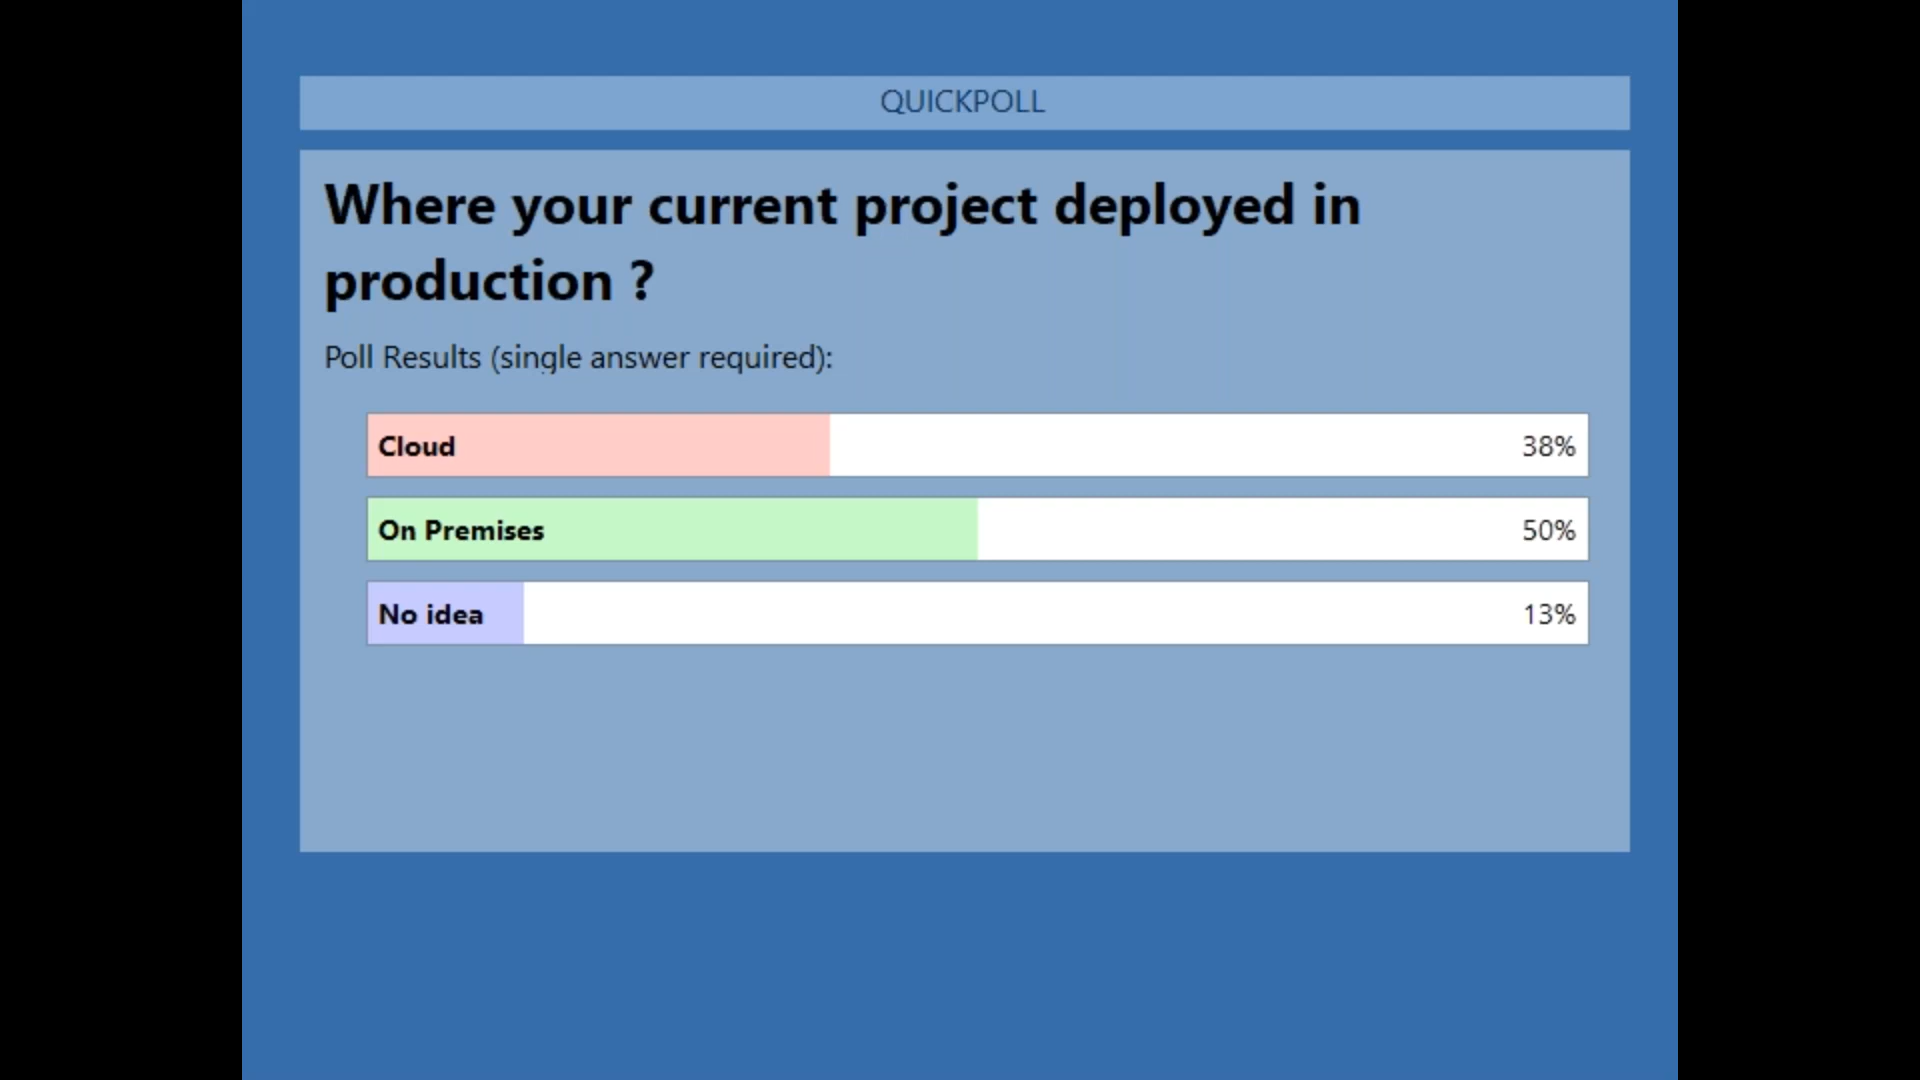 QUICKPOLL
Where your current project deployed in
production ?
Poll Results (single answer required):
Cloud 38%
On Premises 50%
No idea 13%